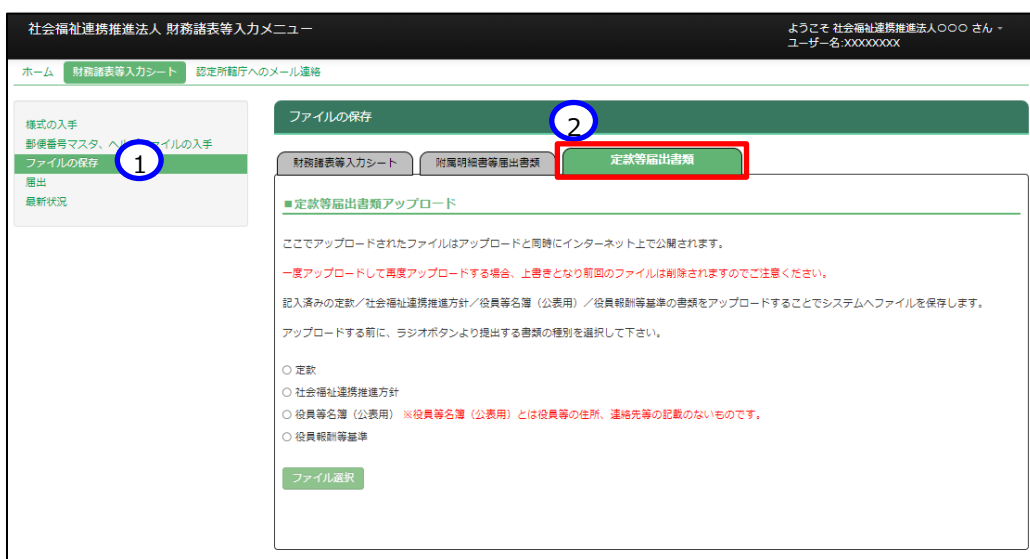 社会福祉連携推進法人 財務諸表等入力メニュー
ようこそ 社会福祉連携推進法人〇〇〇 さん
ユーザー名:XXXXXXXX
ホーム 財務諸表等入力シート 認定所轄庁へのメール連絡
様式の入手
郵便番号マスタ、ヘル ファイルの入手
ファイルの保存
1
届出
最新状況
ファイルの保存
2
財務諸表等入力シート 附属明細書等届出書類 定款等届出書類
■定款等届出書類アップロード
ここでアップロードされたファイルはアップロードと同時にインターネット上で公開されます。
一度アップロードして再度アップロードする場合、上書きとなり前回のファイルは削除されますのでご注意ください。
記入済みの定款／社会福祉連携推進方針／役員等名簿（公表用）／役員報酬等基準の書類をアップロードすることでシステムへファイルを保存します。
アップロードする前に、ラジオボタンより提出する書類の種別を選択して下さい。
定款
社会福祉連携推進方針
役員等名簿（公表用） ※役員等名簿（公表用）とは役員等の住所、連絡先等の記載のないものです。
役員報酬等基準
ファイル選択